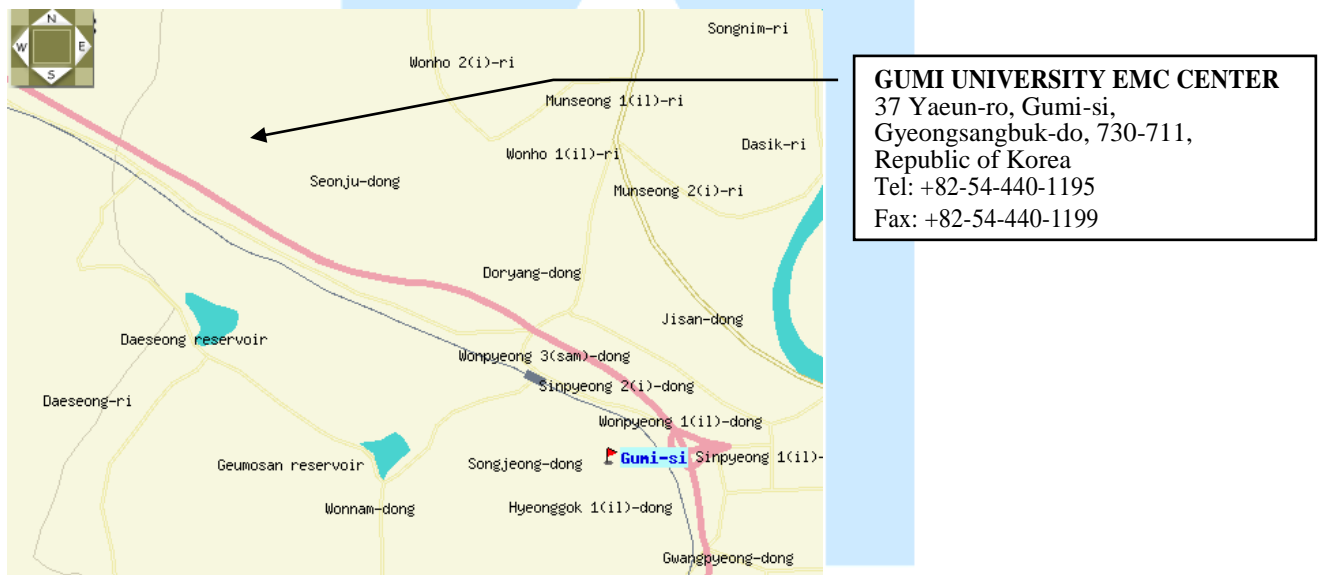 N
W E
S
Songnim-ri
Wonho 2(i)-ri
Munseong 1(il)-ri
Dasik-ri
Wonho 1(il)-ri
Seonju-dong
Munseong 2(i)-ri
Doryang-dong
Jisan-dong
Daeseong reservoir
Wonpyeong 3(sam)-dong
Sinpyeong 2(i)-dong
Daeseong-ri
Wonpyeong 1(il)-dong
Geumosan reservoir
Songjeong-dong
Gumi-si
Sinpyeong 1(il)-
Wonnam-dong
Hyeonggok 1(il)-dong
Gwangpyeong-dong
GUMI UNIVERSITY EMC CENTER
37 Yaeun-ro, Gumi-si,
Gyeongsangbuk-do, 730-711,
Republic of Korea
Tel: +82-54-440-1195
Fax: +82-54-440-1199